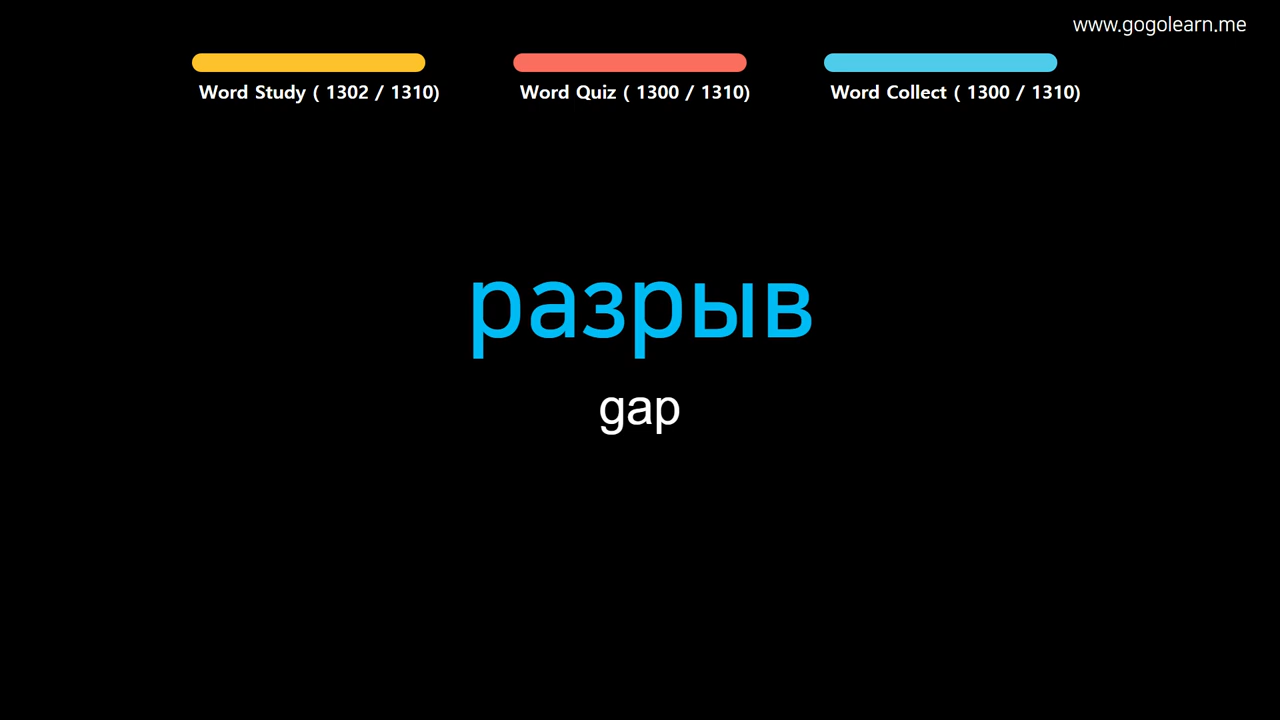 www.gogolearn.me
Word Study ( 1302 / 1310)
Word Quiz ( 1300 / 1310)
Word Collect ( 1300 / 1310)
разрыв
gap